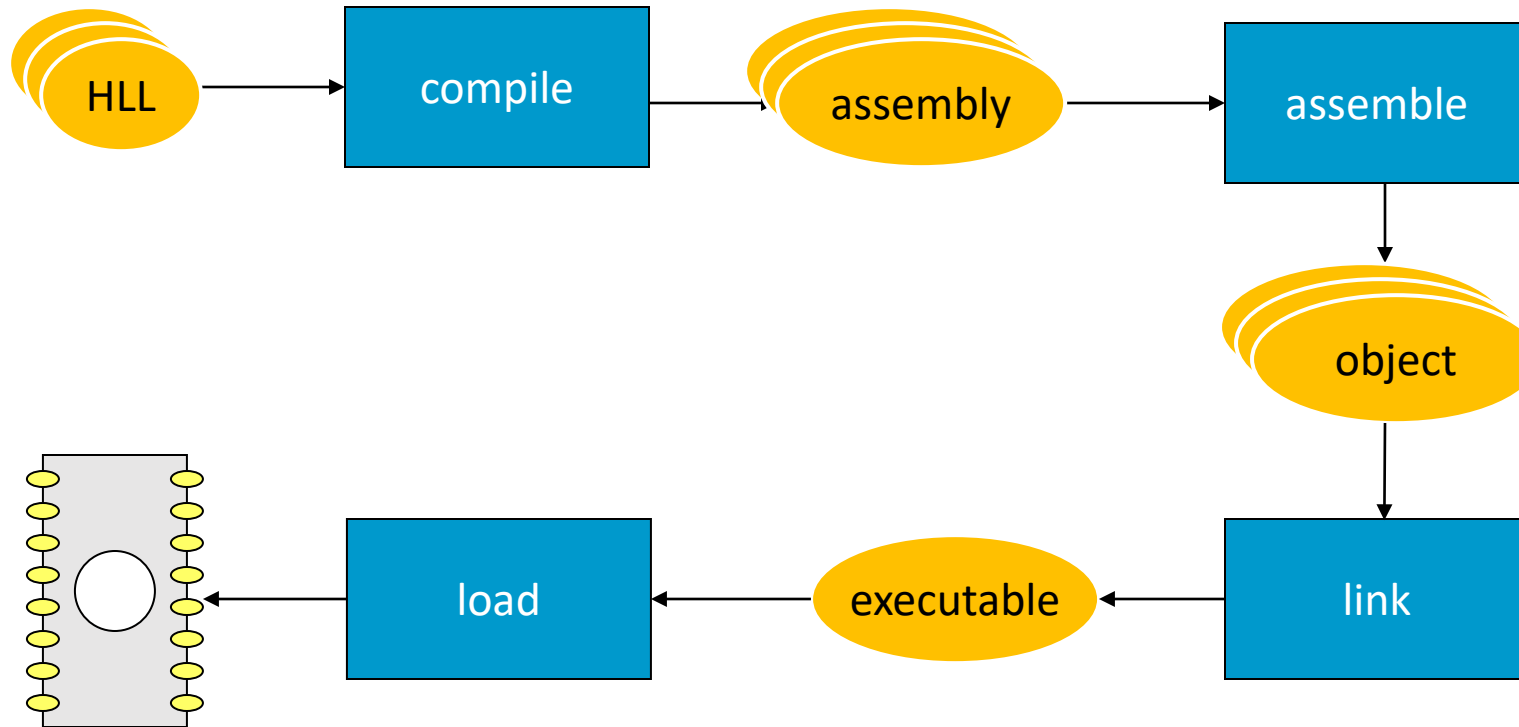 HLL
compile
assembly
assemble
object
link
executable
load